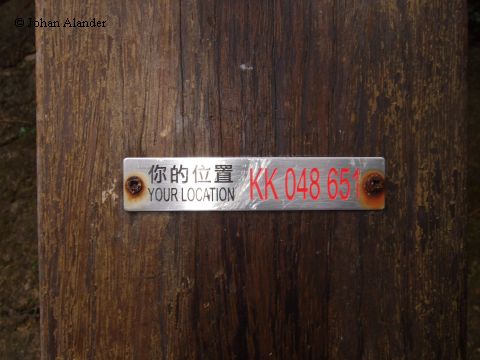 © Johan Alander
你的位置
YOUR LOCATION
KK 048 651